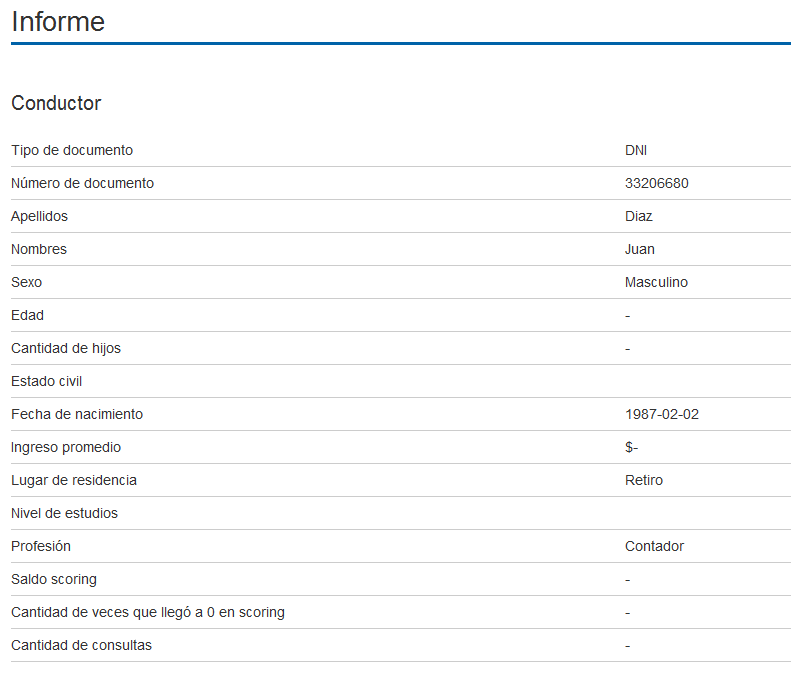 Informe
Conductor
Tipo de documento DNI
Número de documento 33206680
Apellidos Diaz
Nombres Juan
Sexo Masculino
Edad -
Cantidad de hijos -
Estado civil
Fecha de nacimiento 1987-02-02
Ingreso promedio $-
Lugar de residencia Retiro
Nivel de estudios
Profesión Contador
Saldo scoring -
Cantidad de veces que llegó a 0 en scoring -
Cantidad de consultas -